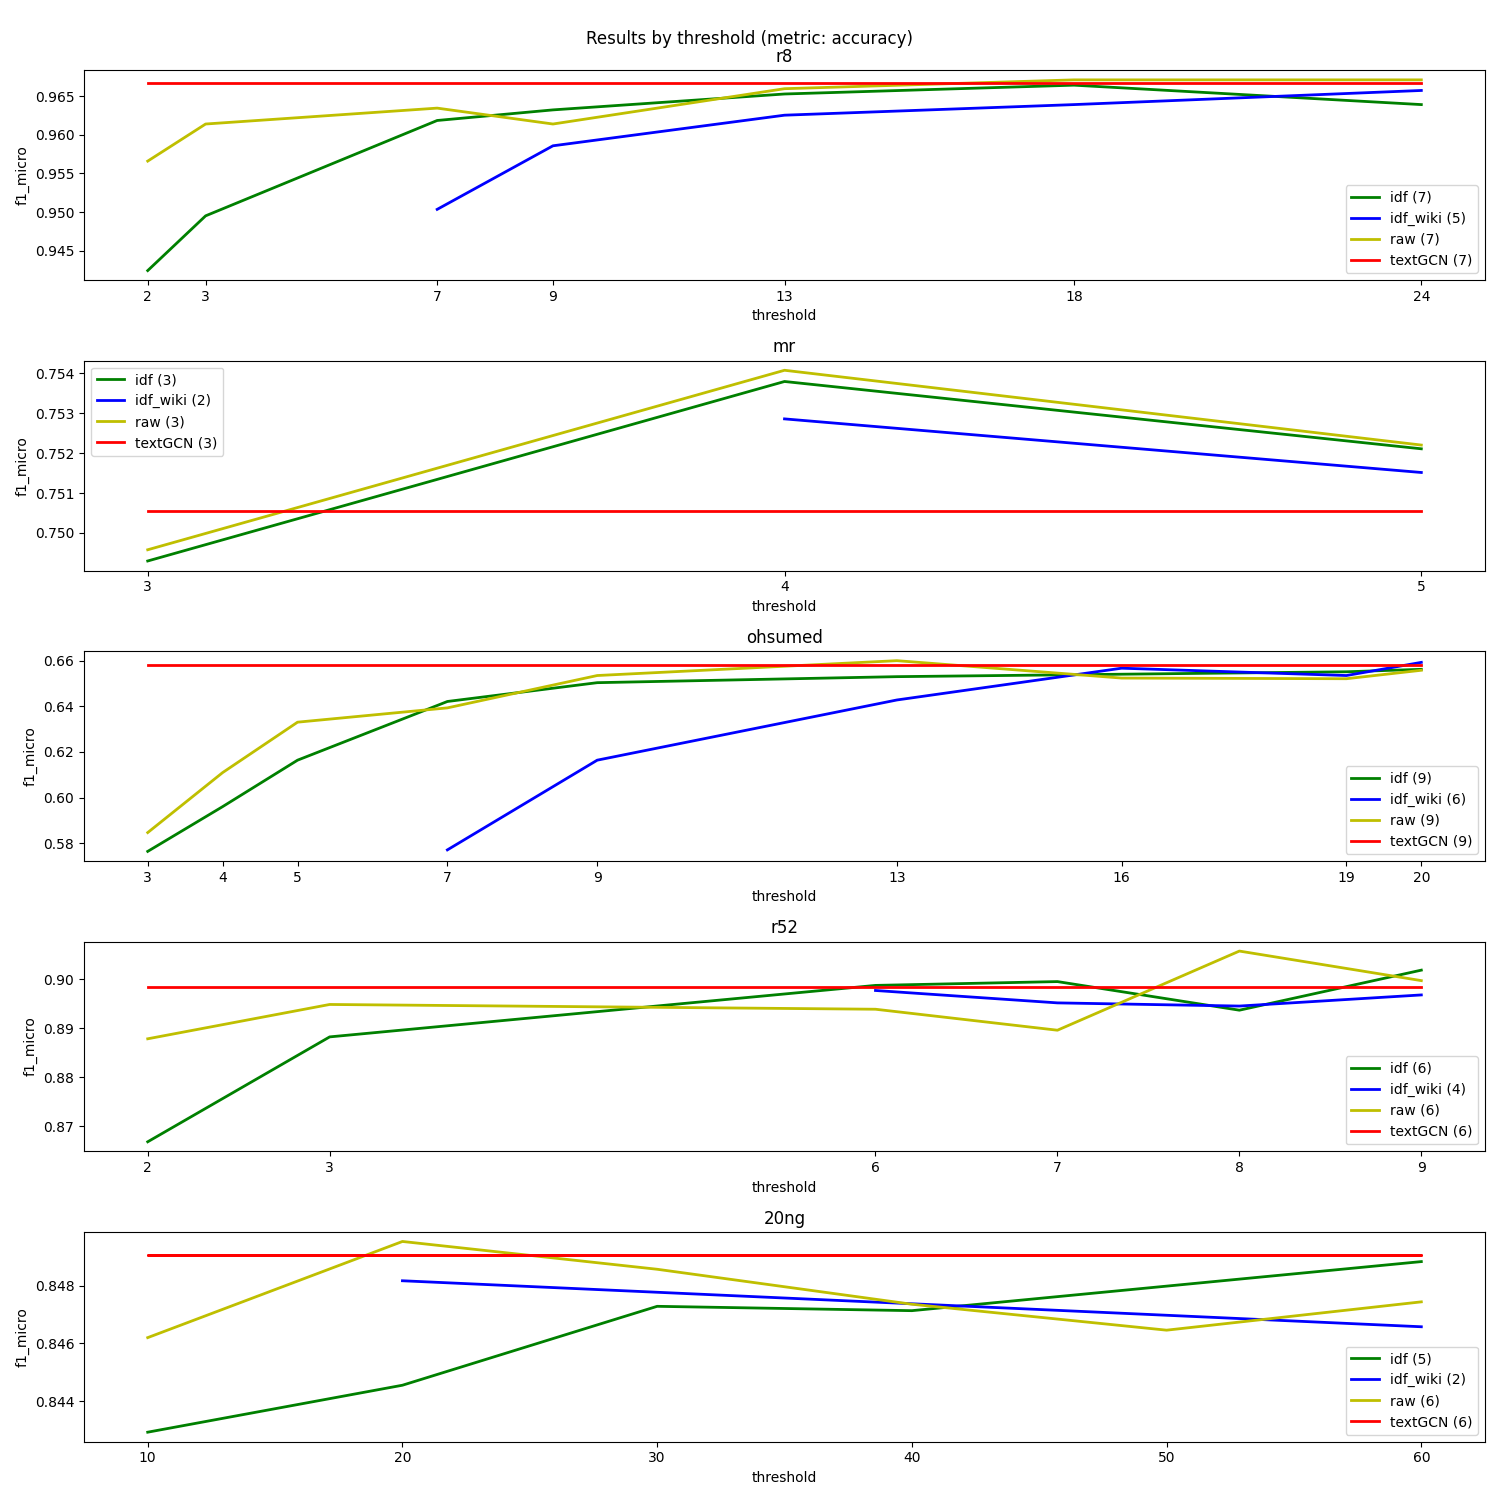 Results by threshold (metric: accuracy)
r8
f1_micro
0.965
0.960
0.955
0.950
0.945
idf (7)
idf_wiki (5)
raw (7)
textGCN (7)
2 3 7 9 13 18 24
threshold
mr
f1_micro
0.754
0.753
0.752
0.751
0.750
idf (3)
idf_wiki (2)
raw (3)
textGCN (3)
3 4 5
threshold
ohsumed
f1_micro
0.66
0.64
0.62
0.60
0.58
idf (9)
idf_wiki (6)
raw (9)
textGCN (9)
3 4 5 7 9 13 16 19 20
threshold
r52
f1_micro
0.90
0.89
0.88
0.87
idf (6)
idf_wiki (4)
raw (6)
textGCN (6)
2 3 6 7 8 9
threshold
20ng
f1_micro
0.848
0.846
0.844
idf (5)
idf_wiki (2)
raw (6)
textGCN (6)
10 20 30 40 50 60
threshold